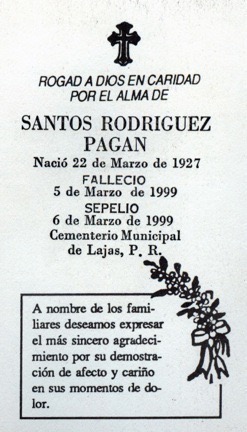 ROGAD A DIOS EN CARIDAD
POR EL ALMA DE
SANTOS RODRIGUEZ
PAGAN
Nació 22 de Marzo de 1927
FALLECIO
5 de Marzo de 1999
SEPELIO
6 de Marzo de 1999
Cementerio Municipal
de Lajas, P. R.
A nombre de los fami-
liares deseamos expresar
el más sincero agradeci-
miento por su demostra-
ción de afecto y cariño
en sus momentos de do-
lor.